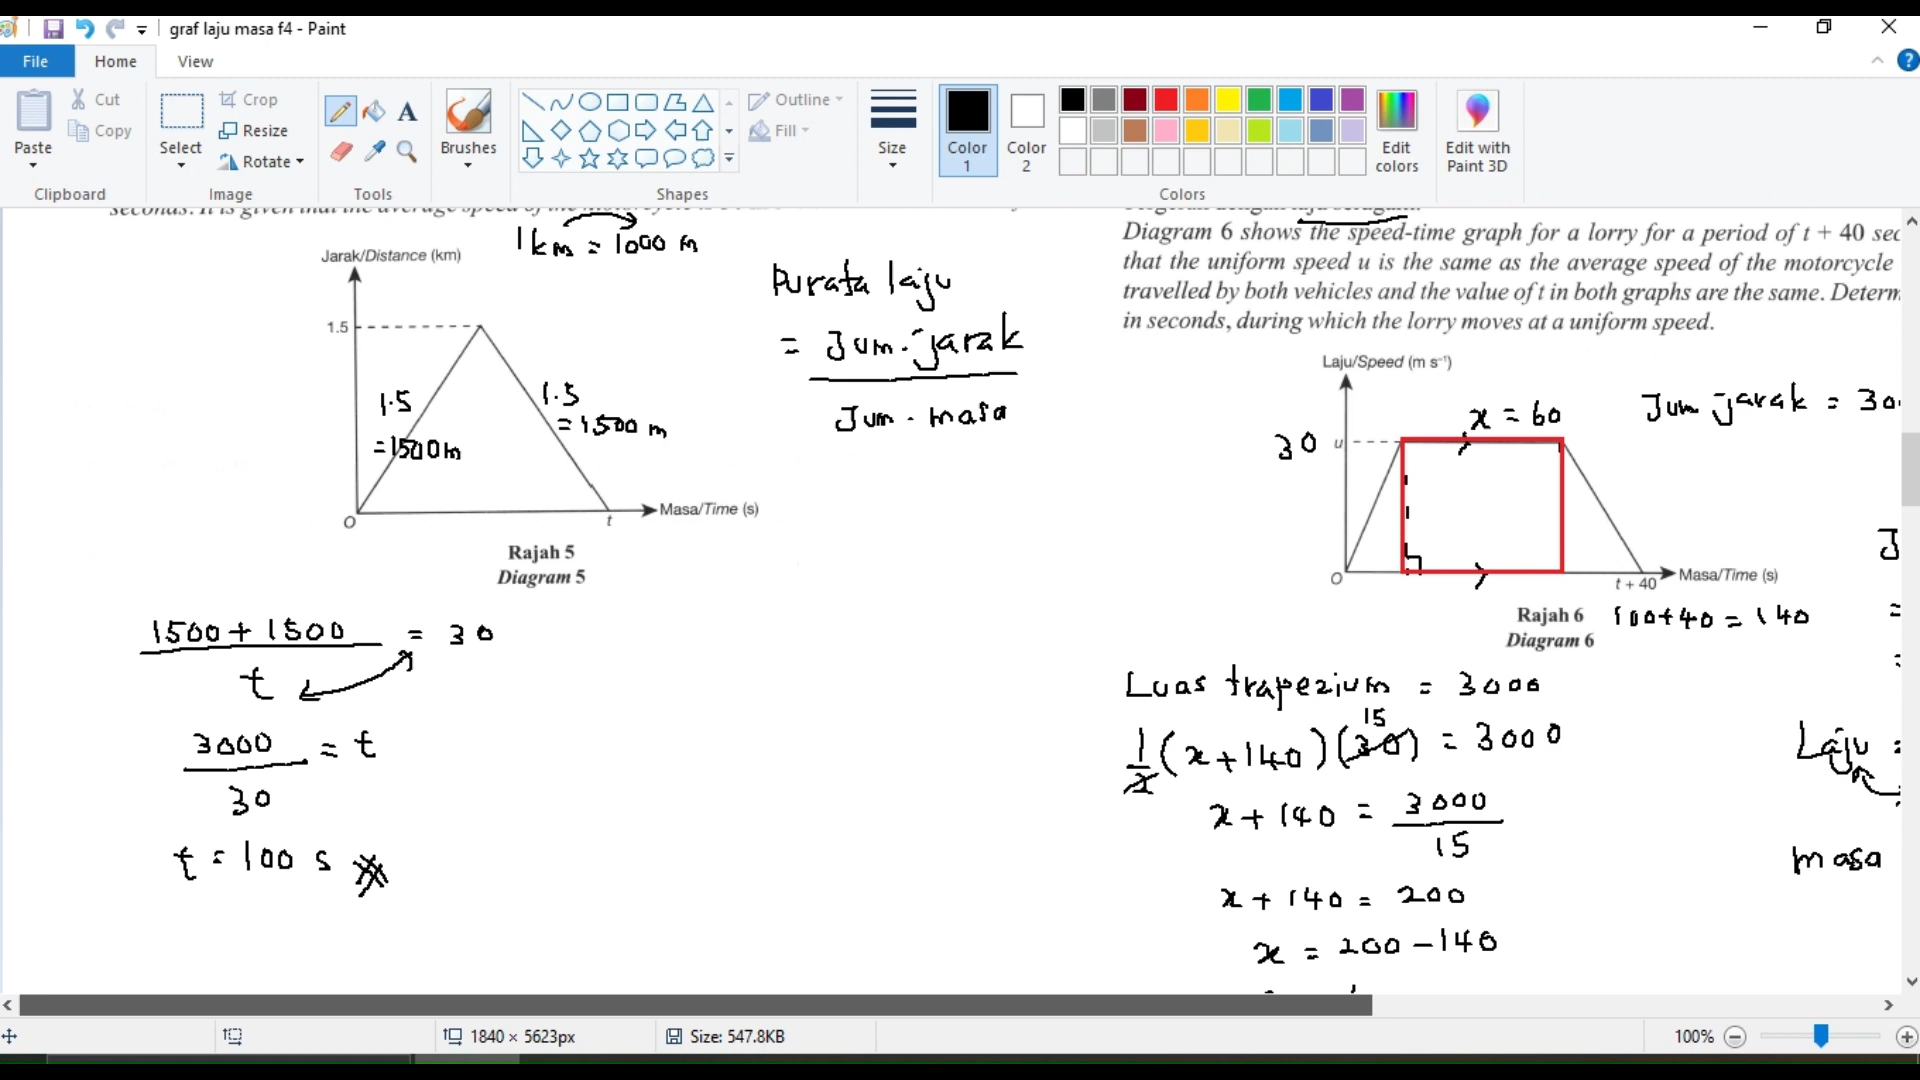 graf laju masa f4 - Paint
File
Home
View
Paste
Cut
Copy
Clipboard
Select
Crop
Resize
Rotate
Image
A
Tools
Brushes
Shapes
Outline
Fill
Size
Color 1
Color 2
Edit colors
Edit with Paint 3D
Colors
1km = 1000 m
Jarak/Distance (km)
1.5
1.5
= 1500 m
1.5
= 1500 m
O
t
Masa/Time (s)
Rajah 5
Diagram 5
1500 + 1500 = 30
t
3000 = t
30
t = 100 s
Purata laju
= Jum. jarak
Jum. masa
Diagram 6 shows the speed-time graph for a lorry for a period of t + 40 sec
that the uniform speed u is the same as the average speed of the motorcycle
travelled by both vehicles and the value of t in both graphs are the same. Determ
in seconds, during which the lorry moves at a uniform speed.
Laju/Speed (m s⁻¹)
x = 60
Jum jarak = 30
30
u
O
t + 40
Masa/Time (s)
Rajah 6
Diagram 6
100+40 = 140
Luas trapezium = 3000
15
1/2 (x+140)(30) = 3000
x + 140 = 3000
15
x + 140 = 200
x = 200 - 140
J
=
Laju =
masa
1840 × 5623px
Size: 547.8KB
100%